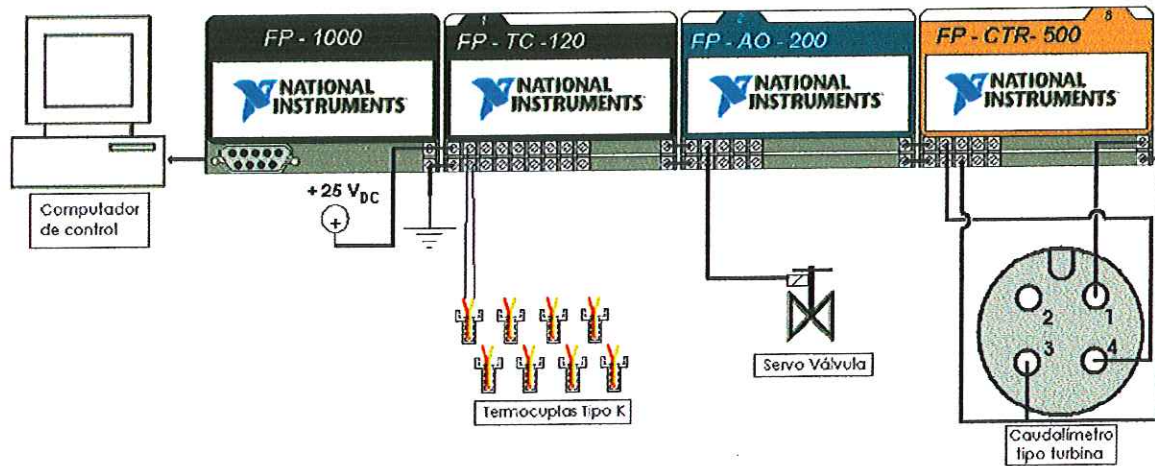 1
2
8
FP - 1000
FP - TC -120
FP - AO - 200
FP - CTR- 500
NATIONAL
INSTRUMENTS
NATIONAL
INSTRUMENTS
NATIONAL
INSTRUMENTS
NATIONAL
INSTRUMENTS
+25 VDC
+
Computador
de control
2
1
3
4
Servo Válvula
Termocuplas Tipo K
Caudalímetro
tipo turbina